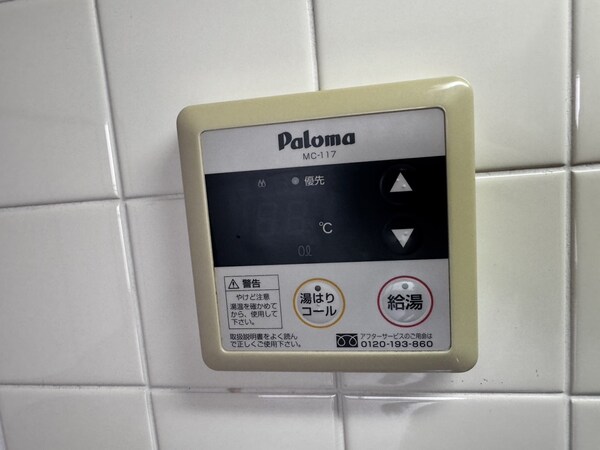 Paloma
MC-117
優先
℃
0ℓ
警告
やけど注意
湯温を確かめて
から、使用して
下さい。
取扱説明書をよく読ん
で正しくご使用下さい。
湯はり
コール
給湯
アフターサービスのご用命は
0120-193-860